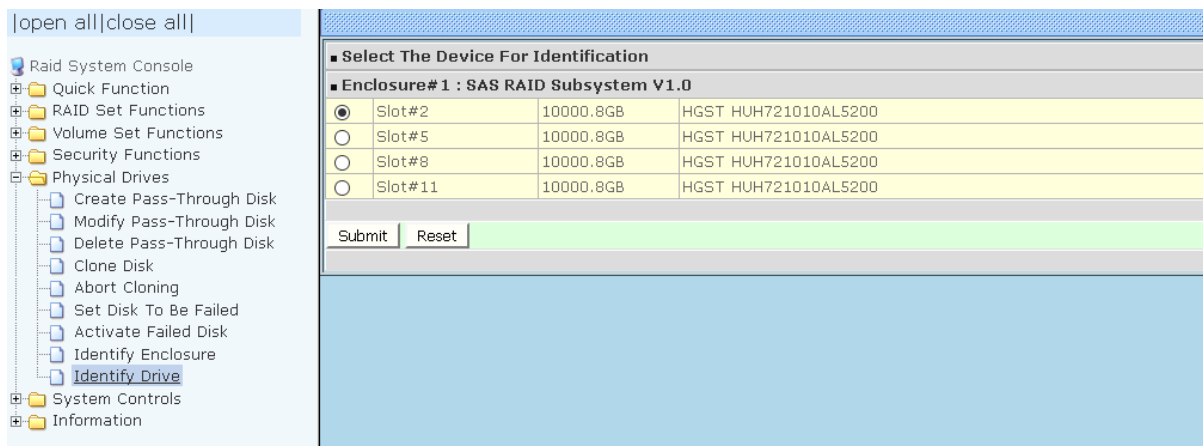 |open all|close all|
Raid System Console
Quick Function
RAID Set Functions
Volume Set Functions
Security Functions
Physical Drives
Create Pass-Through Disk
Modify Pass-Through Disk
Delete Pass-Through Disk
Clone Disk
Abort Cloning
Set Disk To Be Failed
Activate Failed Disk
Identify Enclosure
Identify Drive
System Controls
Information
Select The Device For Identification
Enclosure#1 : SAS RAID Subsystem V1.0
Slot#2 10000.8GB HGST HUH721010AL5200
Slot#5 10000.8GB HGST HUH721010AL5200
Slot#8 10000.8GB HGST HUH721010AL5200
Slot#11 10000.8GB HGST HUH721010AL5200
Submit Reset